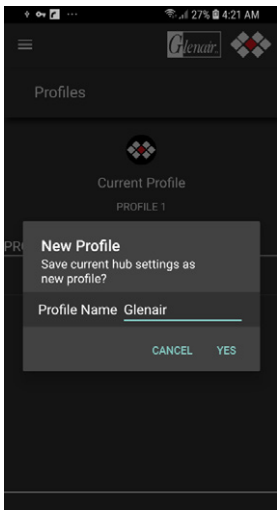 27% 4:21 AM
Glenair.
Profiles
Current Profile
PROFILE 1
PR
New Profile
Save current hub settings as
new profile?
Profile Name Glenair
CANCEL YES